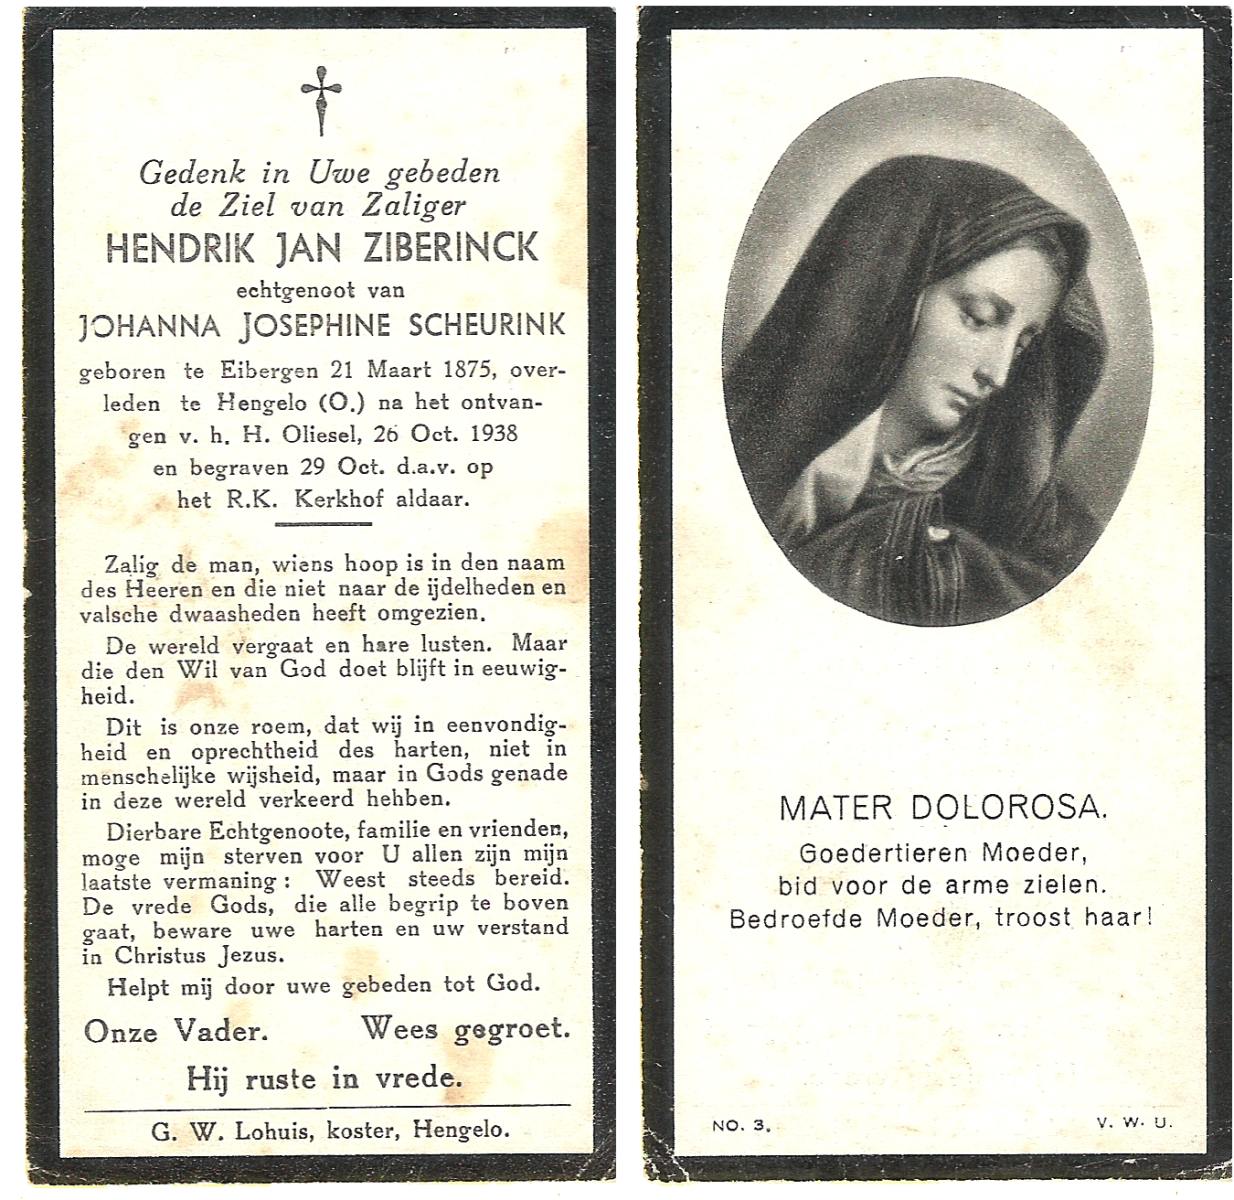 Gedenk in Uwe gebeden
de Ziel van Zaliger
HENDRIK JAN ZIBERINCK
echtgenoot van
JOHANNA JOSEPHINE SCHEURINK
geboren te Eibergen 21 Maart 1875, over-
leden te Hengelo (O.) na het ontvan-
gen v. h. H. Oliesel, 26 Oct. 1938
en begraven 29 Oct. d.a.v. op
het R.K. Kerkhof aldaar.
Zalig de man, wiens hoop is in den naam
des Heeren en die niet naar de ijdelheden en
valsche dwaasheden heeft omgezien.
De wereld vergaat en hare lusten. Maar
die den Wil van God doet blijft in eeuwig-
heid.
Dit is onze roem, dat wij in eenvondig-
heid en oprechtheid des harten, niet in
menschelijke wijsheid, maar in Gods genade
in deze wereld verkeerd hehben.
Dierbare Echtgenoote, familie en vrienden,
moge mijn sterven voor U allen zijn mijn
laatste vermaning: Weest steeds bereid.
De vrede Gods, die alle begrip te boven
gaat, beware uwe harten en uw verstand
in Christus Jezus.
Helpt mij door uwe gebeden tot God.
Onze Vader. Wees gegroet.
Hij ruste in vrede.
G. W. Lohuis, koster, Hengelo.
MATER DOLOROSA.
Goedertieren Moeder,
bid voor de arme zielen.
Bedroefde Moeder, troost haar!
NO. 3. V. W. U.